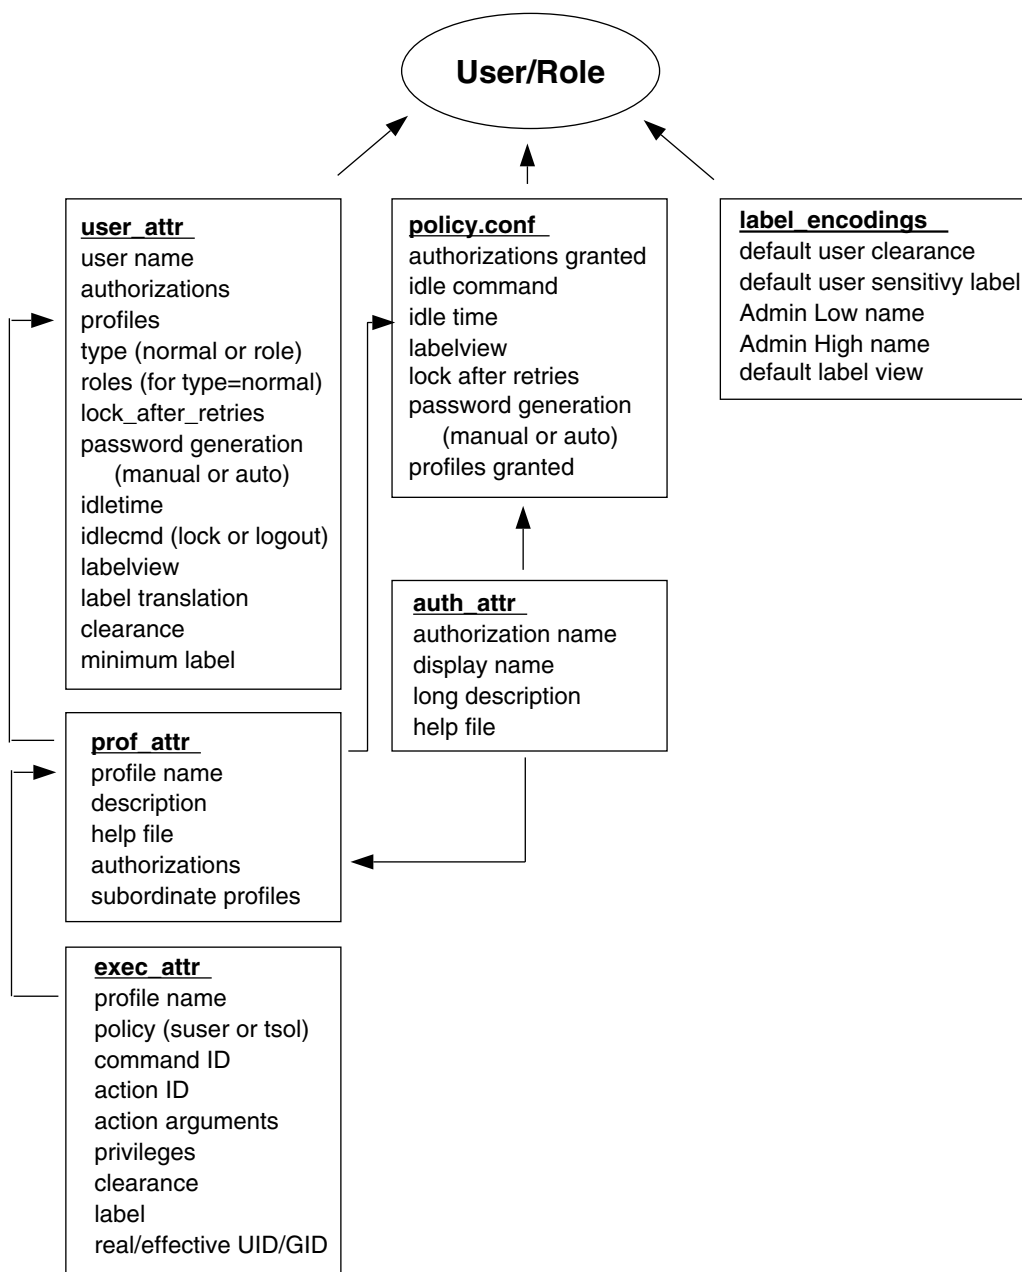 User/Role
user_attr
user name
authorizations
profiles
type (normal or role)
roles (for type=normal)
lock_after_retries
password generation
(manual or auto)
idletime
idlecmd (lock or logout)
labelview
label translation
clearance
minimum label
policy.conf
authorizations granted
idle command
idle time
labelview
lock after retries
password generation
(manual or auto)
profiles granted
label_encodings
default user clearance
default user sensitivy label
Admin Low name
Admin High name
default label view
auth_attr
authorization name
display name
long description
help file
prof_attr
profile name
description
help file
authorizations
subordinate profiles
exec_attr
profile name
policy (suser or tsol)
command ID
action ID
action arguments
privileges
clearance
label
real/effective UID/GID